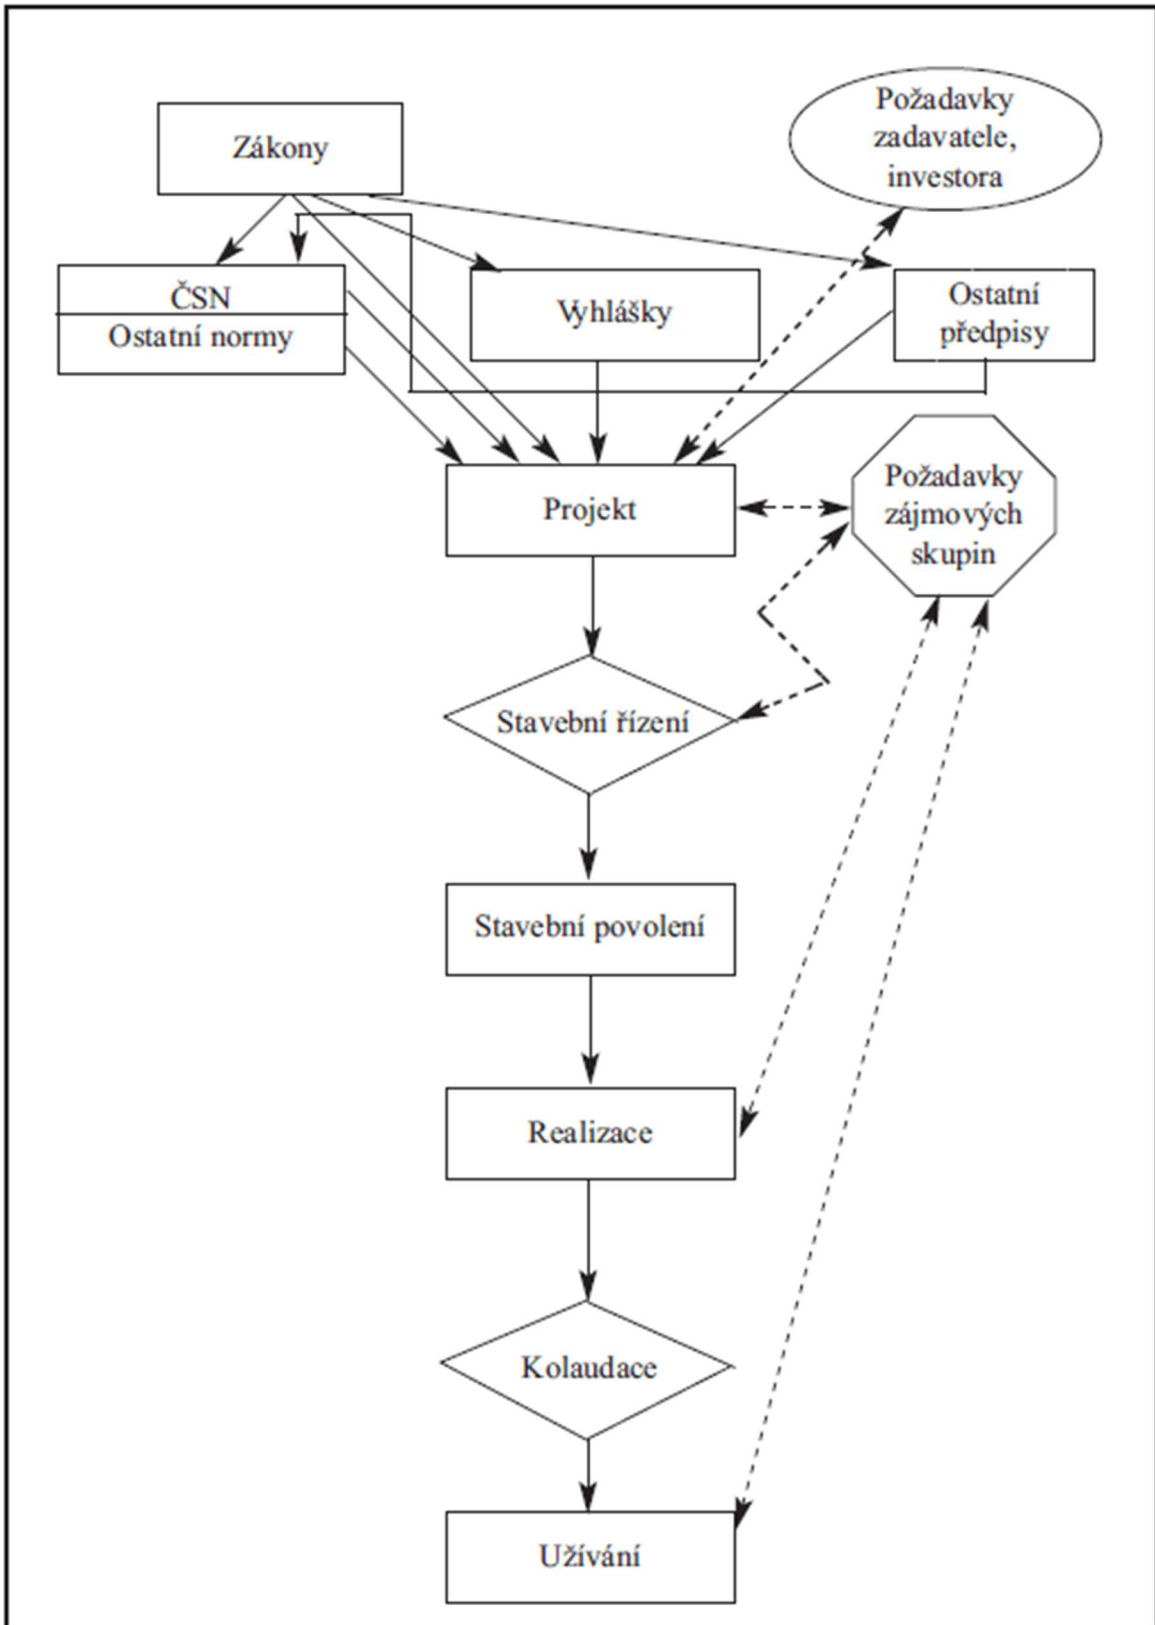 Požadavky
zadavatele,
investora
Zákony
ČSN
Ostatní normy
Vyhlášky
Ostatní
předpisy
Projekt
Požadavky
zájmových
skupin
Stavební řízení
Stavební povolení
Realizace
Kolaudace
Užívání